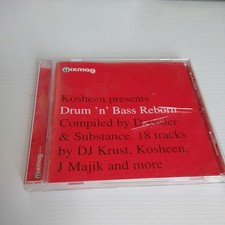 mixmag
Kosheen presents
Drum 'n' Bass Reborn
Compiled by Decoder
& Substance. 18 tracks
by DJ Krust, Kosheen,
J Majik and more
mixmag